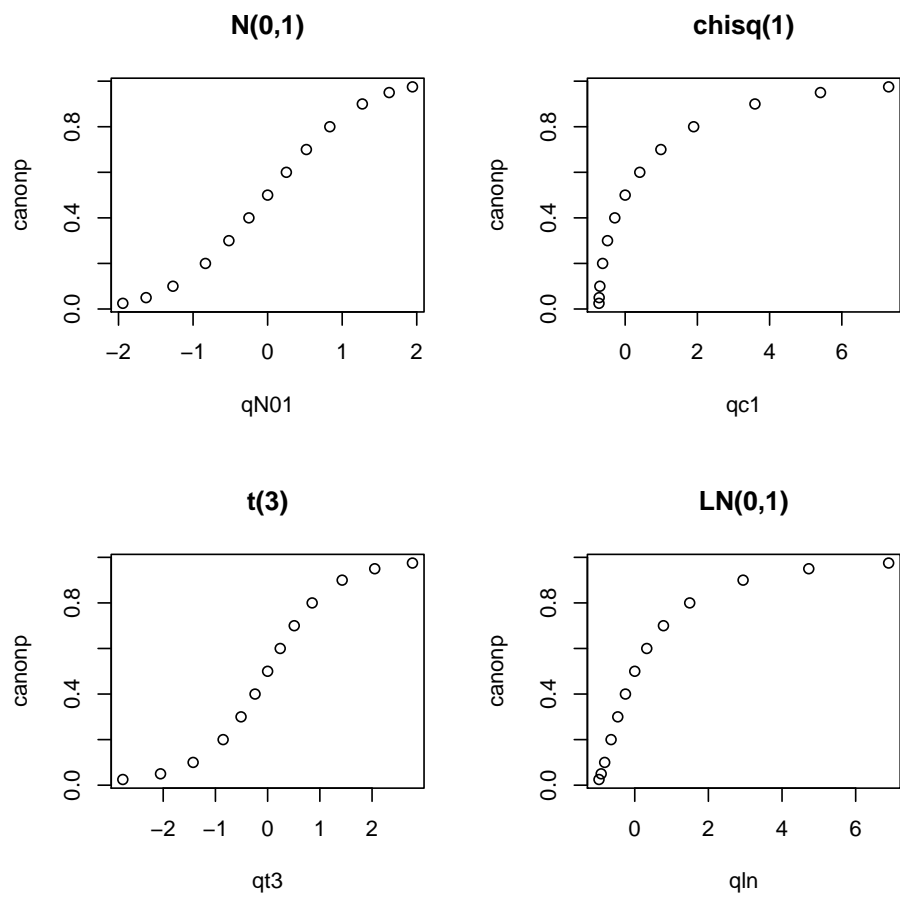 N(0,1)
canonp
0.0 0.4 0.8
−2 −1 0 1 2
qN01
chisq(1)
canonp
0.0 0.4 0.8
0 2 4 6
qc1
t(3)
canonp
0.0 0.4 0.8
−2 −1 0 1 2
qt3
LN(0,1)
canonp
0.0 0.4 0.8
0 2 4 6
qln